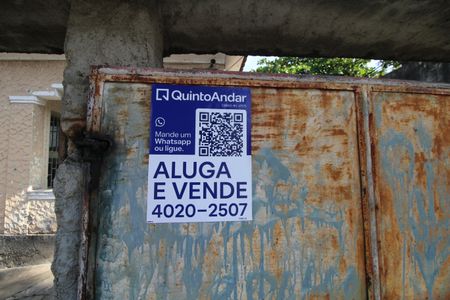 QuintoAndar
Mande um
Whatsapp
ou ligue.
ALUGA
E VENDE
4020-2507